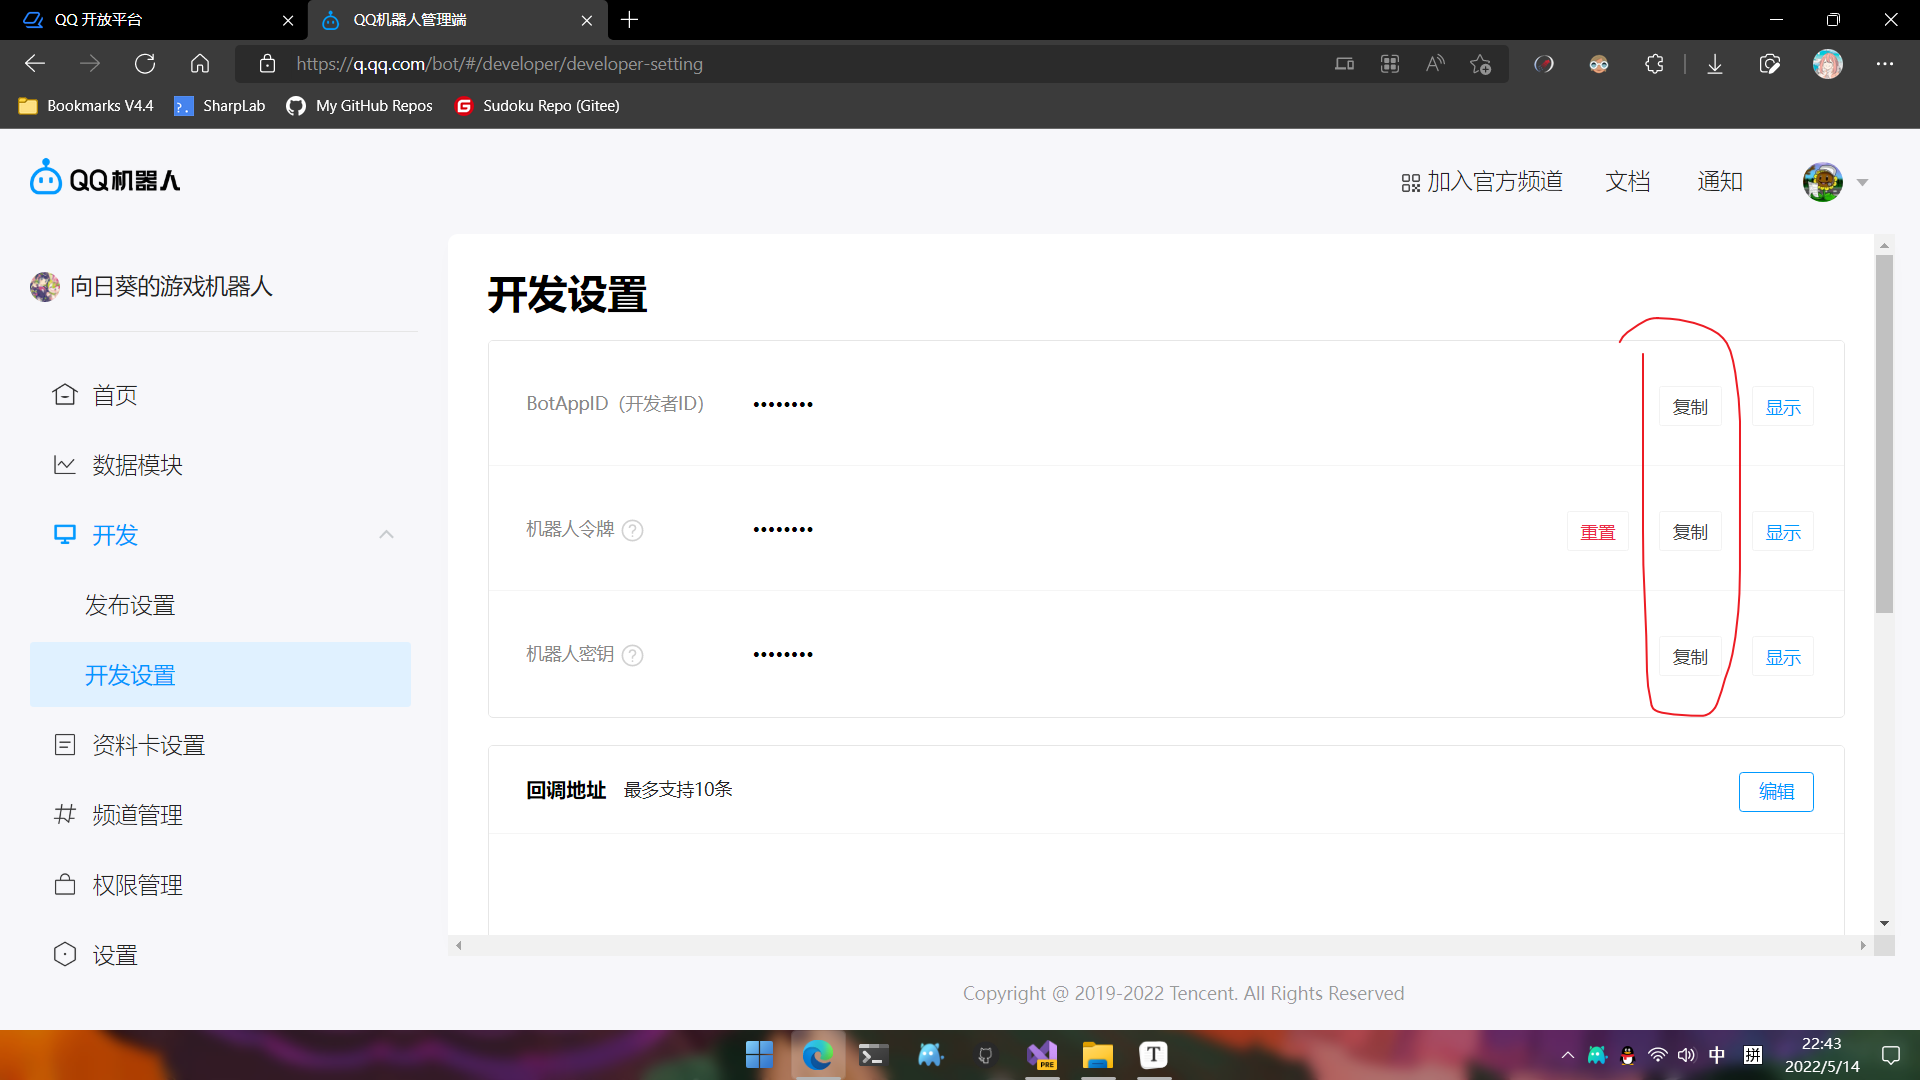 QQ 开放平台
QQ机器人管理端
https://q.qq.com/bot/#/developer/developer-setting
Bookmarks V4.4
SharpLab
My GitHub Repos
Sudoku Repo (Gitee)
QQ机器人
加入官方频道
文档
通知
向日葵的游戏机器人
首页
数据模块
开发
发布设置
开发设置
资料卡设置
频道管理
权限管理
设置
开发设置
BotAppID（开发者ID） •••••••• 复制 显示
机器人令牌 ? •••••••• 重置 复制 显示
机器人密钥 ? •••••••• 复制 显示
回调地址 最多支持10条 编辑
Copyright @ 2019-2022 Tencent. All Rights Reserved
PRE
T
中
拼
22:43
2022/5/14